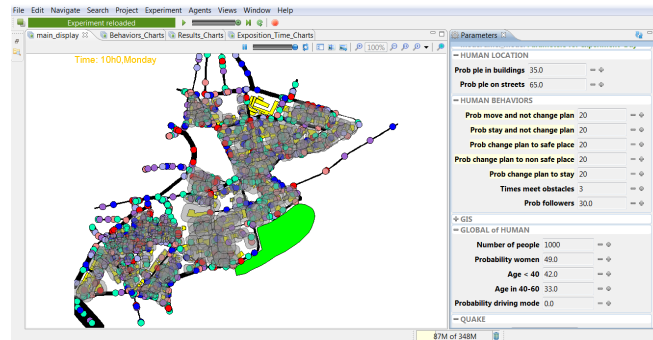 File Edit Navigate Search Project Experiment Agents Views Window Help
Experiment reloaded
main_display Behaviors_Charts Results_Charts Exposition_Time_Charts
100%
Time: 10h0,Monday
Parameters
HUMAN LOCATION
Prob ple in buildings 35.0
Prob ple on streets 65.0
HUMAN BEHAVIORS
Prob move and not change plan 20
Prob stay and not change plan 20
Prob change plan to safe place 20
Prob change plan to non safe place 20
Prob change plan to stay 20
Times meet obstacles 3
Prob followers 30.0
GIS
GLOBAL of HUMAN
Number of people 1000
Probability women 49.0
Age < 40 42.0
Age in 40-60 33.0
Probability driving mode 0.0
QUAKE
87M of 348M